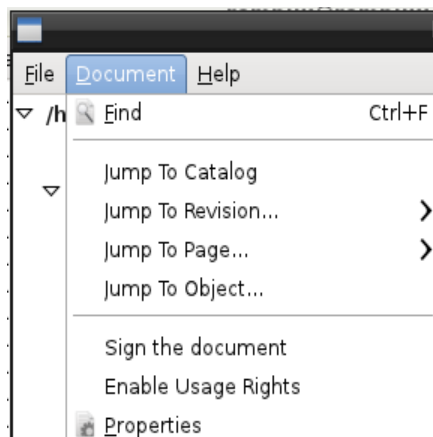 File Document Help
/h
Find Ctrl+F
Jump To Catalog
Jump To Revision...
Jump To Page...
Jump To Object...
Sign the document
Enable Usage Rights
Properties